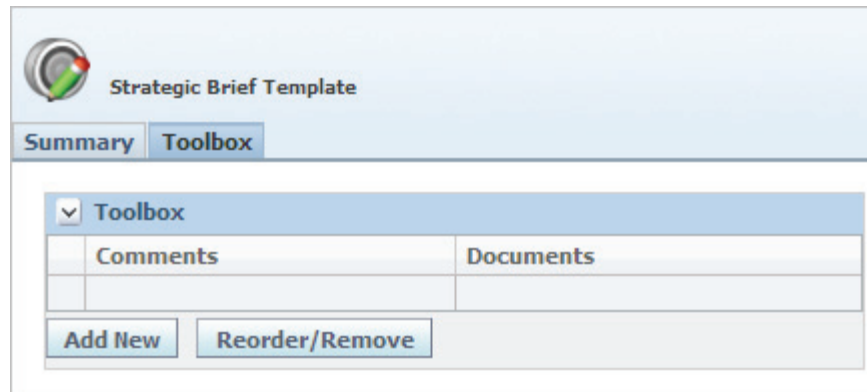 Strategic Brief Template
Summary Toolbox
Toolbox
Comments Documents
Add New Reorder/Remove